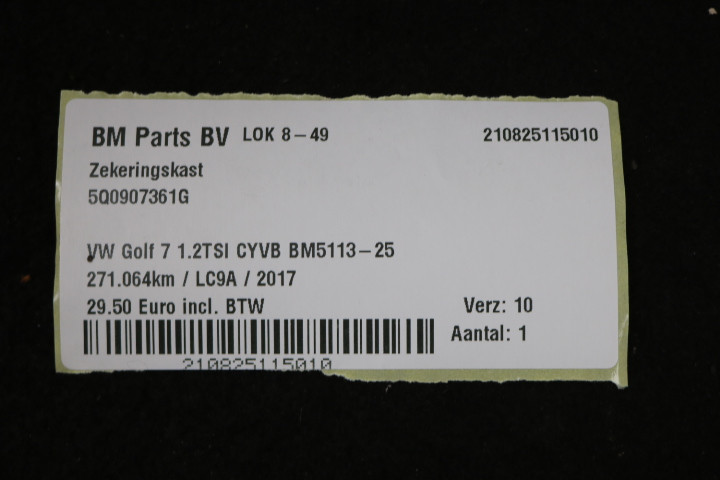 BM Parts BV LOK 8-49 210825115010
Zekeringskast
5Q0907361G
VW Golf 7 1.2TSI CYVB BM5113-25
271.064km / LC9A / 2017
29.50 Euro incl. BTW Verz: 10
Aantal: 1
210825115010